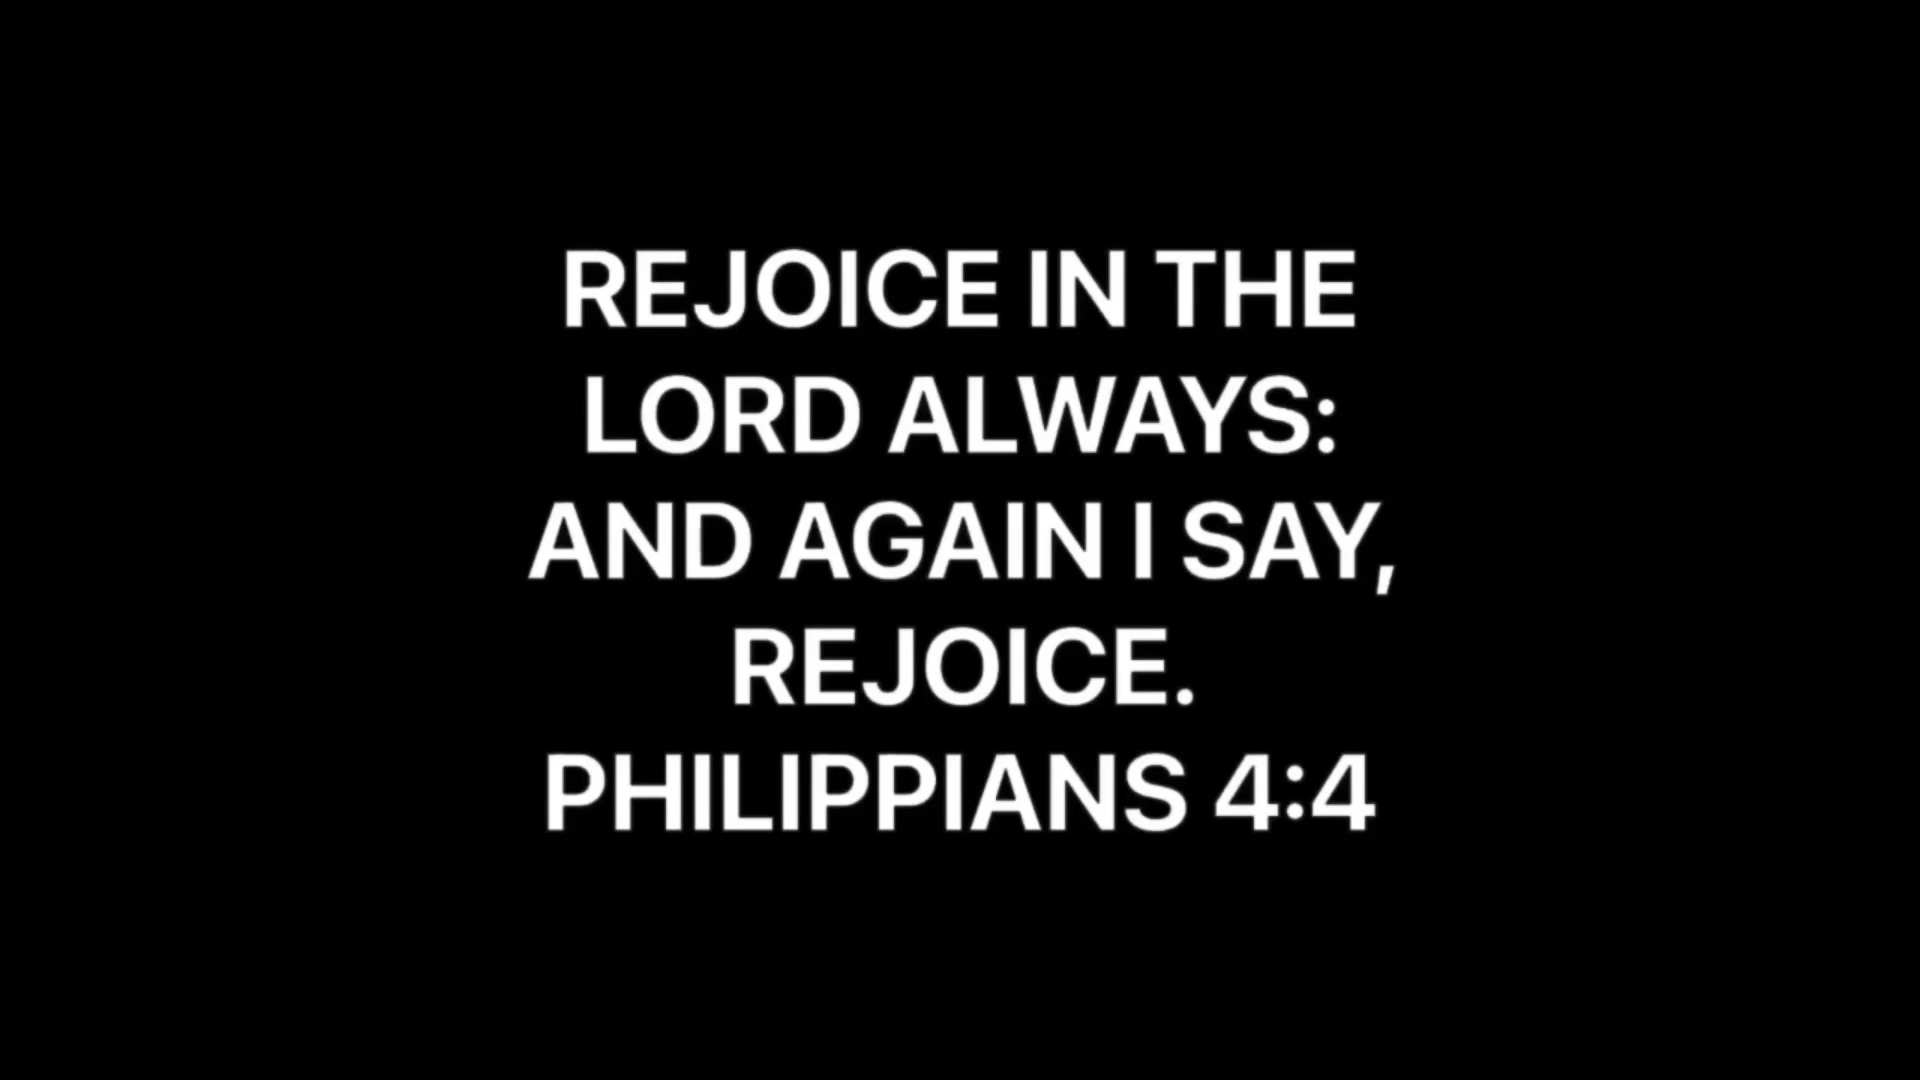 REJOICE IN THE
LORD ALWAYS:
AND AGAIN I SAY,
REJOICE.
PHILIPPIANS 4:4